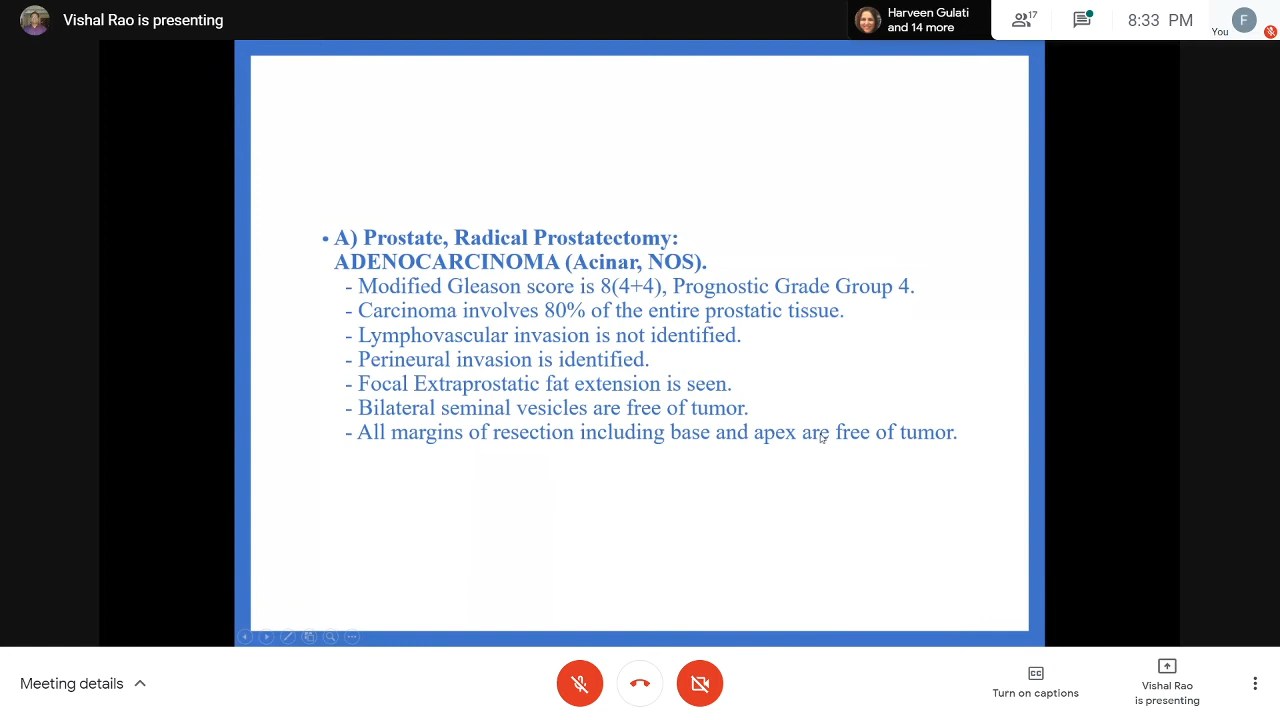 Vishal Rao is presenting
Harveen Gulati
and 14 more
17
8:33 PM
You
F
• A) Prostate, Radical Prostatectomy:
ADENOCARCINOMA (Acinar, NOS).
- Modified Gleason score is 8(4+4), Prognostic Grade Group 4.
- Carcinoma involves 80% of the entire prostatic tissue.
- Lymphovascular invasion is not identified.
- Perineural invasion is identified.
- Focal Extraprostatic fat extension is seen.
- Bilateral seminal vesicles are free of tumor.
- All margins of resection including base and apex are free of tumor.
Meeting details
CC
Turn on captions
Vishal Rao
is presenting